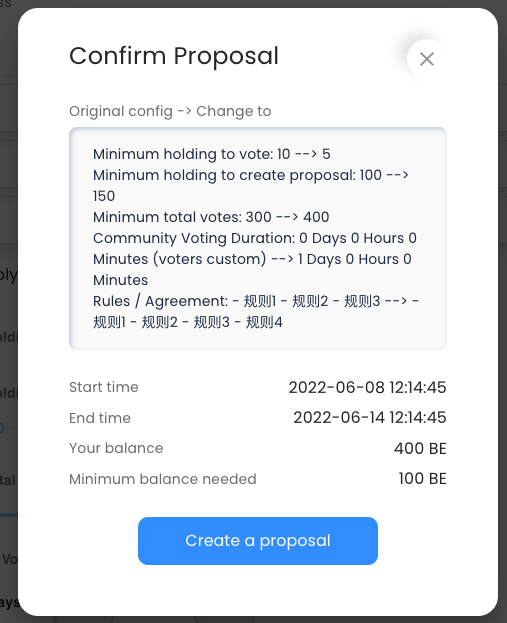 Confirm Proposal
Original config -> Change to
Minimum holding to vote: 10 --> 5
Minimum holding to create proposal: 100 -->
150
Minimum total votes: 300 --> 400
Community Voting Duration: 0 Days 0 Hours 0
Minutes (voters custom) --> 1 Days 0 Hours 0
Minutes
Rules / Agreement: - 规则1 - 规则2 - 规则3 --> -
规则1 - 规则2 - 规则3 - 规则4
Start time 2022-06-08 12:14:45
End time 2022-06-14 12:14:45
Your balance 400 BE
Minimum balance needed 100 BE
Create a proposal